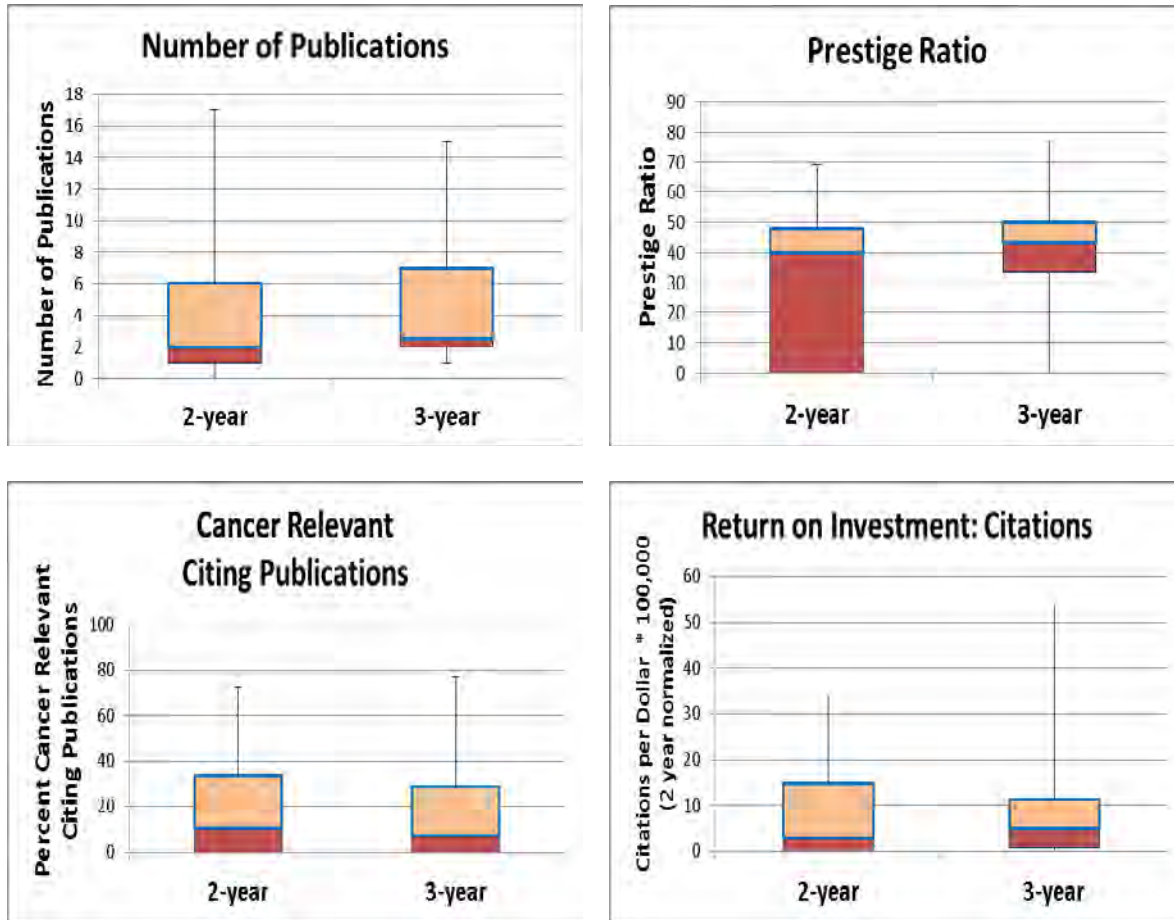 Number of Publications
Number of Publications
18
16
14
12
10
8
6
4
2
0
2-year 3-year
Prestige Ratio
Prestige Ratio
90
80
70
60
50
40
30
20
10
0
2-year 3-year
Cancer Relevant
Citing Publications
Percent Cancer Relevant
Citing Publications
100
80
60
40
20
0
2-year 3-year
Return on Investment: Citations
Citations per Dollar * 100,000
(2 year normalized)
60
50
40
30
20
10
0
2-year 3-year